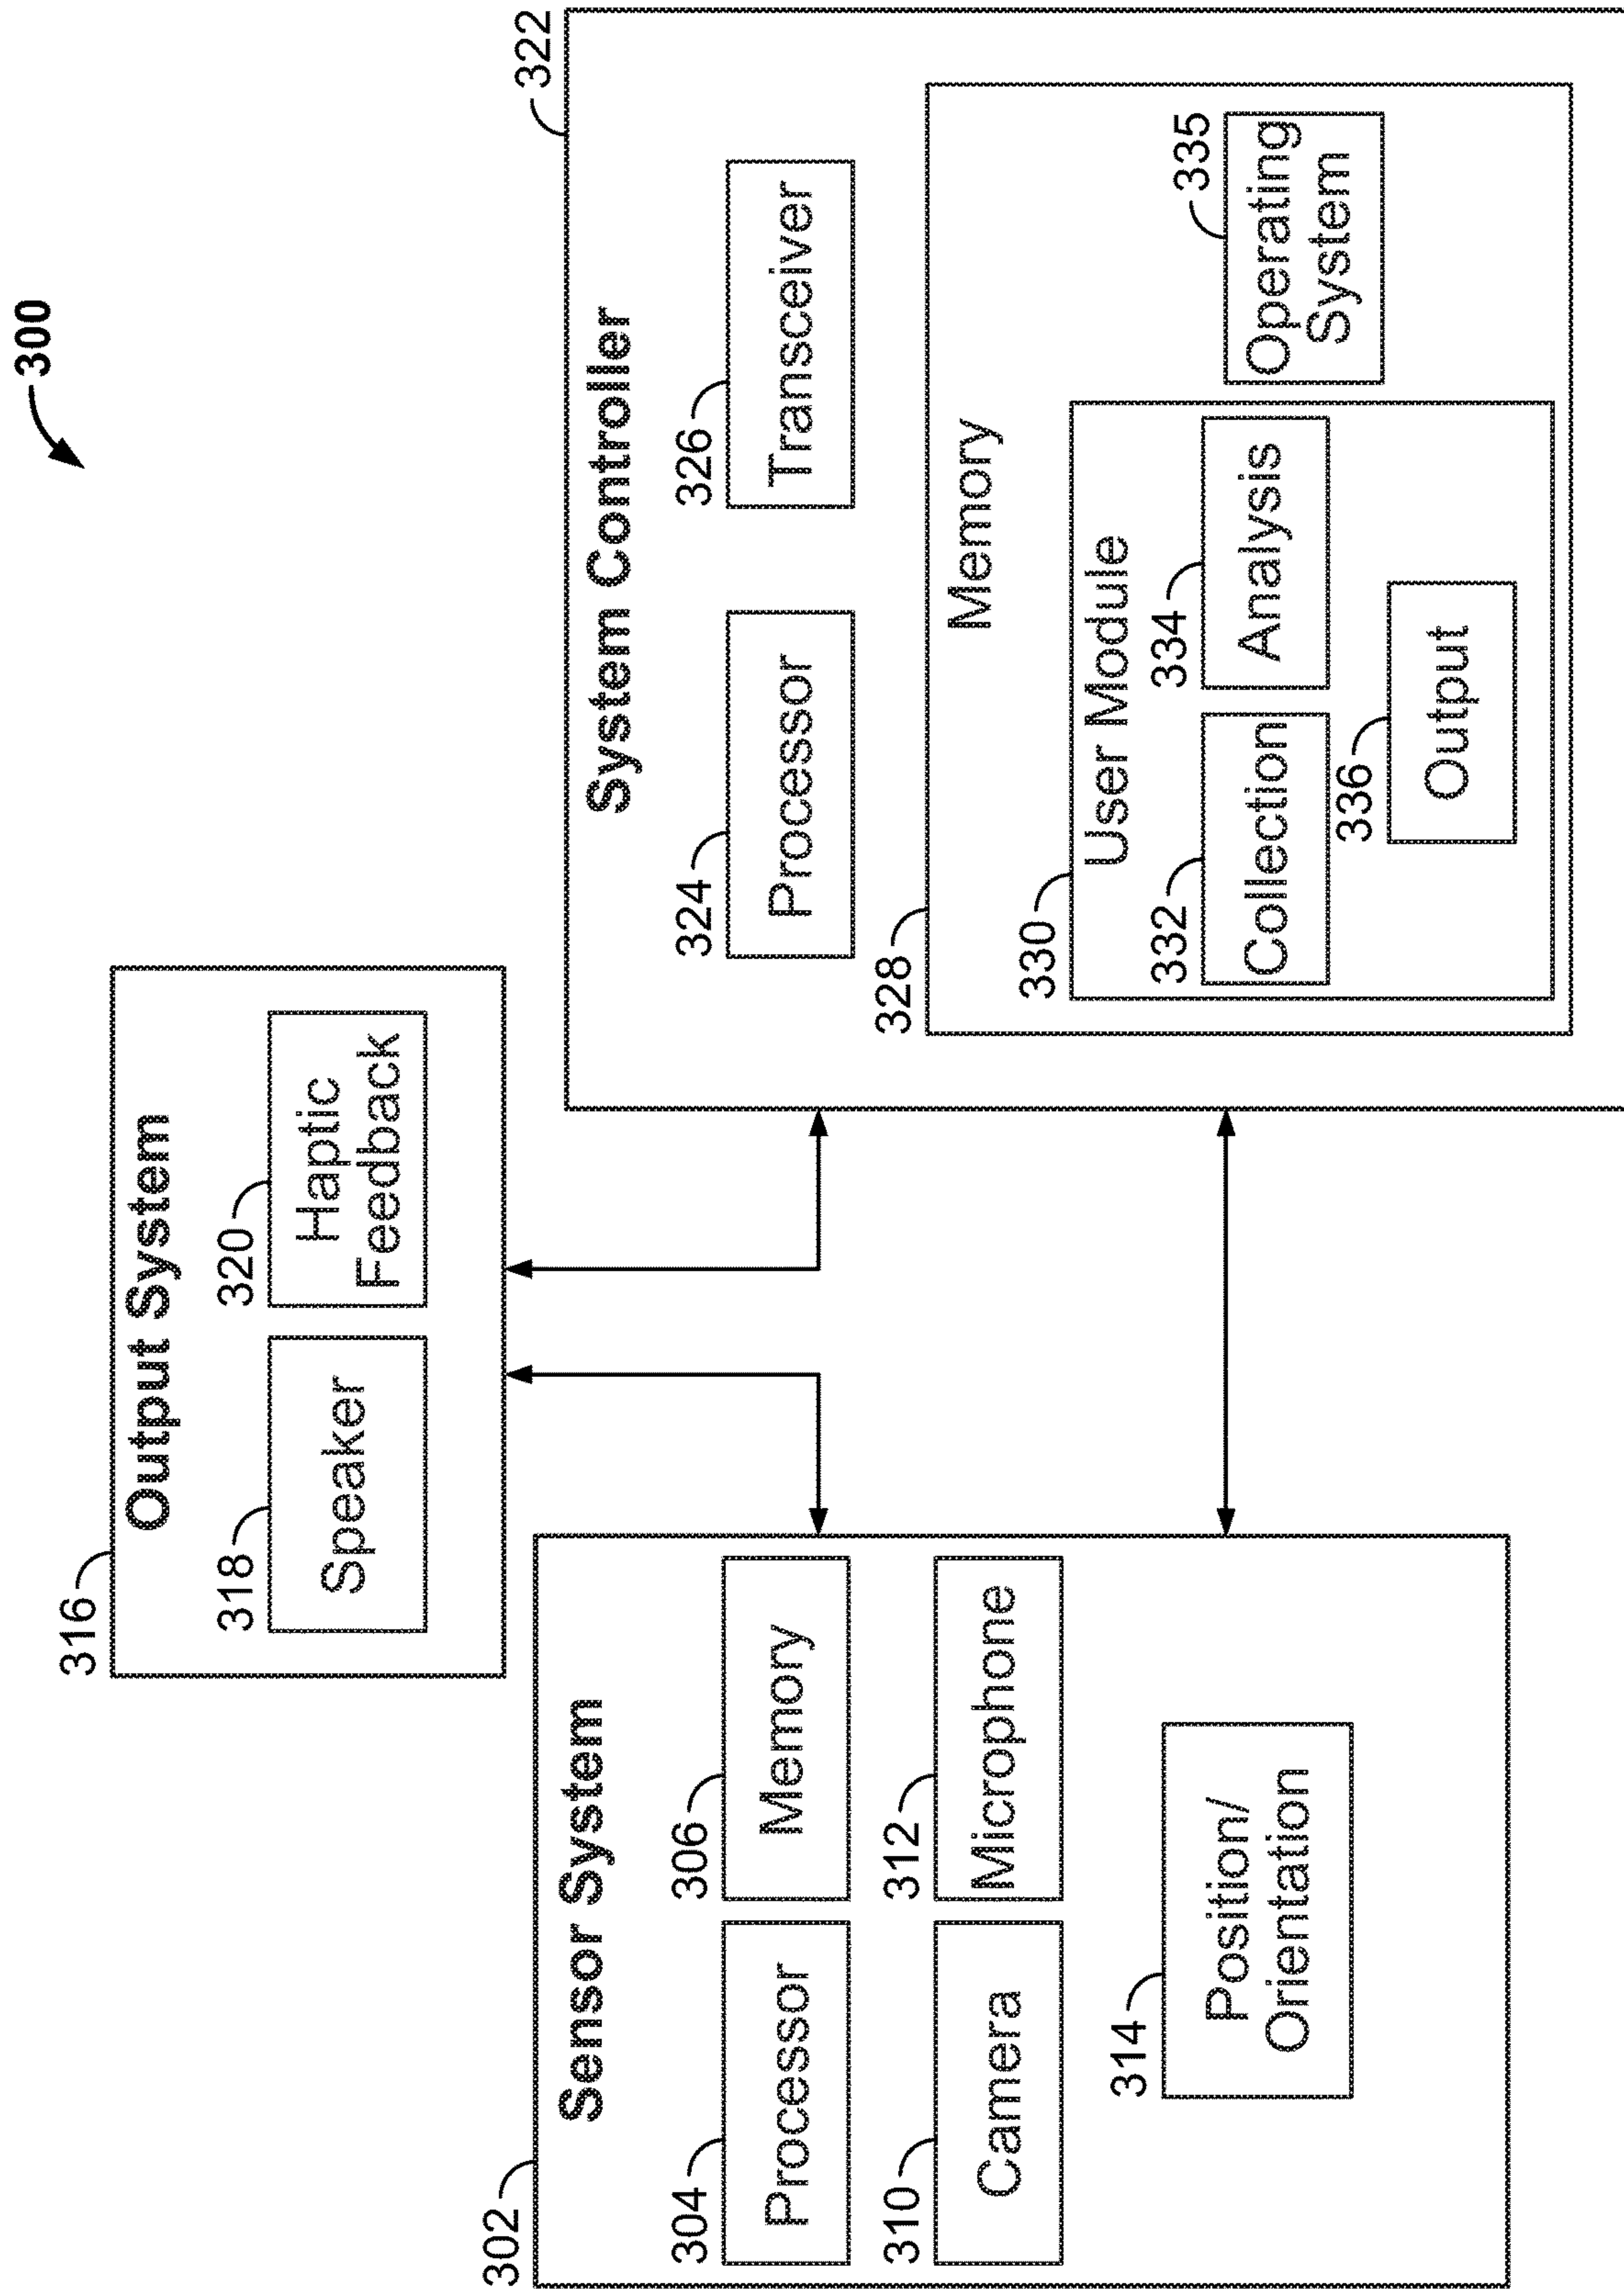 300
316
Output System
318
Speaker
320
Haptic
Feedback
302
Sensor System
304
Processor
306
Memory
310
Camera
312
Microphone
314
Position/
Orientation
322
System Controller
324
Processor
326
Transceiver
328
Memory
330
User Module
332
Collection
334
Analysis
336
Output
335
Operating
System